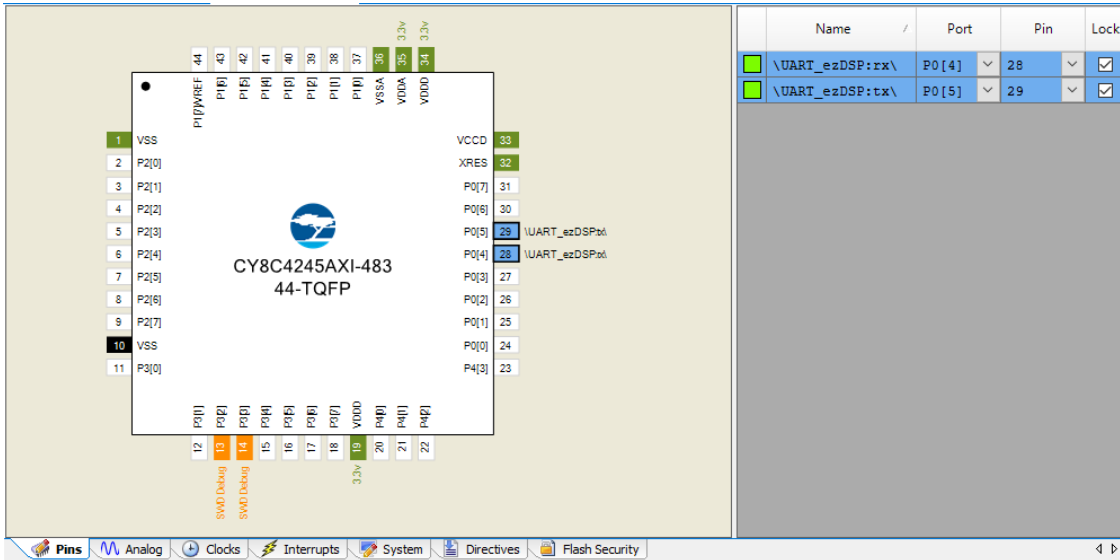 3.3v 3.3v
44 43 42 41 40 39 38 37 36 35 34
P1[7]/VREF P1[6] P1[5] P1[4] P1[3] P1[2] P1[1] P1[0] VSSA VDDA VDDD
1 VSS
2 P2[0]
3 P2[1]
4 P2[2]
5 P2[3]
6 P2[4]
7 P2[5]
8 P2[6]
9 P2[7]
10 VSS
11 P3[0]
CY8C4245AXI-483
44-TQFP
VCCD 33
XRES 32
P0[7] 31
P0[6] 30
P0[5] 29 \UART_ezDSP:tx\
P0[4] 28 \UART_ezDSP:rx\
P0[3] 27
P0[2] 26
P0[1] 25
P0[0] 24
P4[3] 23
P3[1] P3[2] P3[3] P3[4] P3[5] P3[6] P3[7] VDDD P4[0] P4[1] P4[2]
12 13 14 15 16 17 18 19 20 21 22
SWD:Debug SWD:Debug 3.3v
Name / Port Pin Lock
\UART_ezDSP:rx\ P0[4] 28
\UART_ezDSP:tx\ P0[5] 29
Pins Analog Clocks Interrupts System Directives Flash Security